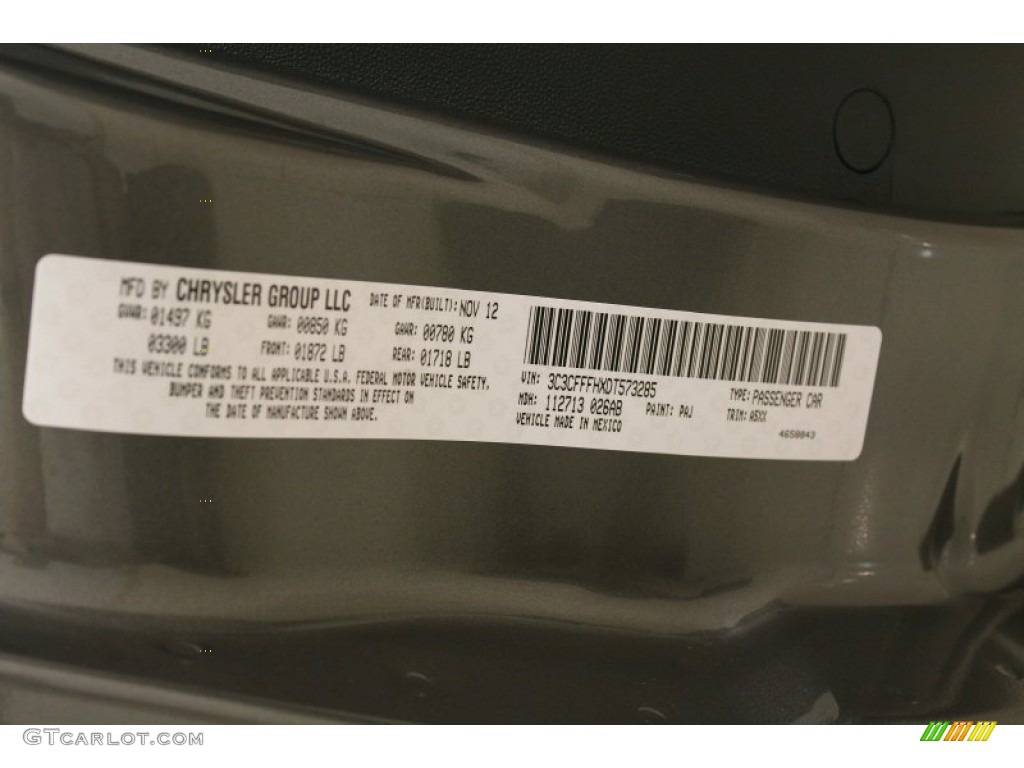 MFD BY CHRYSLER GROUP LLC DATE OF MFR(BUILT): NOV 12
GVWR: 01497 KG GAWR: 00850 KG GAWR: 00780 KG
03300 LB FRONT: 01872 LB REAR: 01718 LB
THIS VEHICLE CONFORMS TO ALL APPLICABLE U.S.A. FEDERAL MOTOR VEHICLE SAFETY,
BUMPER AND THEFT PREVENTION STANDARDS IN EFFECT ON
THE DATE OF MANUFACTURE SHOWN ABOVE.
VIN: 3C3CFFFHXDT573285 TYPE: PASSENGER CAR
MDH: 112713 026AB PAINT: PAJ TRIM: A5XX
VEHICLE MADE IN MEXICO 4658843
GTCARLOT.COM